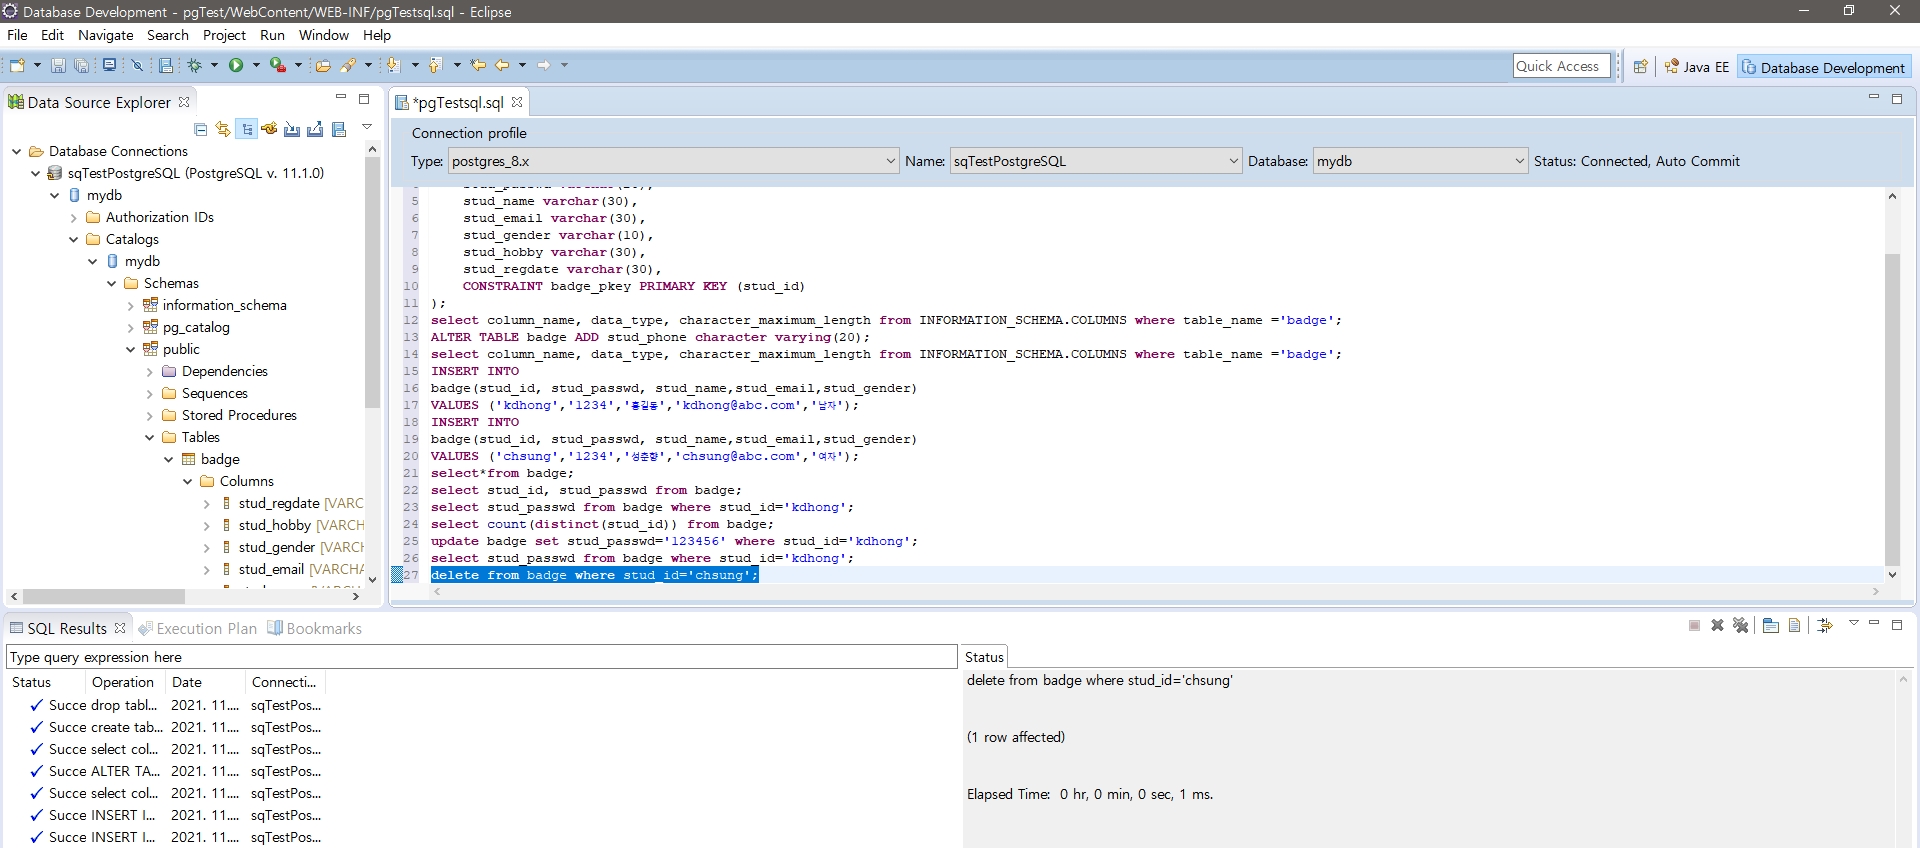 Database Development - pgTest/WebContent/WEB-INF/pgTestsql.sql - Eclipse
File Edit Navigate Search Project Run Window Help
Quick Access
Java EE
Database Development
Data Source Explorer
Database Connections
sqTestPostgreSQL (PostgreSQL v. 11.1.0)
mydb
Authorization IDs
Catalogs
mydb
Schemas
information_schema
pg_catalog
public
Dependencies
Sequences
Stored Procedures
Tables
badge
Columns
stud_regdate [VARC
stud_hobby [VARCH
stud_gender [VARCH
stud_email [VARCHA
*pgTestsql.sql
Connection profile
Type: postgres_8.x Name: sqTestPostgreSQL Database: mydb Status: Connected, Auto Commit
5 stud_name varchar(30),
6 stud_email varchar(30),
7 stud_gender varchar(10),
8 stud_hobby varchar(30),
9 stud_regdate varchar(30),
10 CONSTRAINT badge_pkey PRIMARY KEY (stud_id)
11 );
12 select column_name, data_type, character_maximum_length from INFORMATION_SCHEMA.COLUMNS where table_name ='badge';
13 ALTER TABLE badge ADD stud_phone character varying(20);
14 select column_name, data_type, character_maximum_length from INFORMATION_SCHEMA.COLUMNS where table_name ='badge';
15 INSERT INTO
16 badge(stud_id, stud_passwd, stud_name,stud_email,stud_gender)
17 VALUES ('kdhong','1234','홍길동','kdhong@abc.com','남자');
18 INSERT INTO
19 badge(stud_id, stud_passwd, stud_name,stud_email,stud_gender)
20 VALUES ('chsung','1234','성춘향','chsung@abc.com','여자');
21 select*from badge;
22 select stud_id, stud_passwd from badge;
23 select stud_passwd from badge where stud_id='kdhong';
24 select count(distinct(stud_id)) from badge;
25 update badge set stud_passwd='123456' where stud_id='kdhong';
26 select stud_passwd from badge where stud_id='kdhong';
27 delete from badge where stud_id='chsung';
SQL Results Execution Plan Bookmarks
Type query expression here
Status Operation Date Connecti...
Succe drop tabl... 2021. 11.... sqTestPos...
Succe create tab... 2021. 11.... sqTestPos...
Succe select col... 2021. 11.... sqTestPos...
Succe ALTER TA... 2021. 11.... sqTestPos...
Succe select col... 2021. 11.... sqTestPos...
Succe INSERT I... 2021. 11.... sqTestPos...
Succe INSERT I... 2021. 11.... sqTestPos...
Status
delete from badge where stud_id='chsung'
(1 row affected)
Elapsed Time: 0 hr, 0 min, 0 sec, 1 ms.